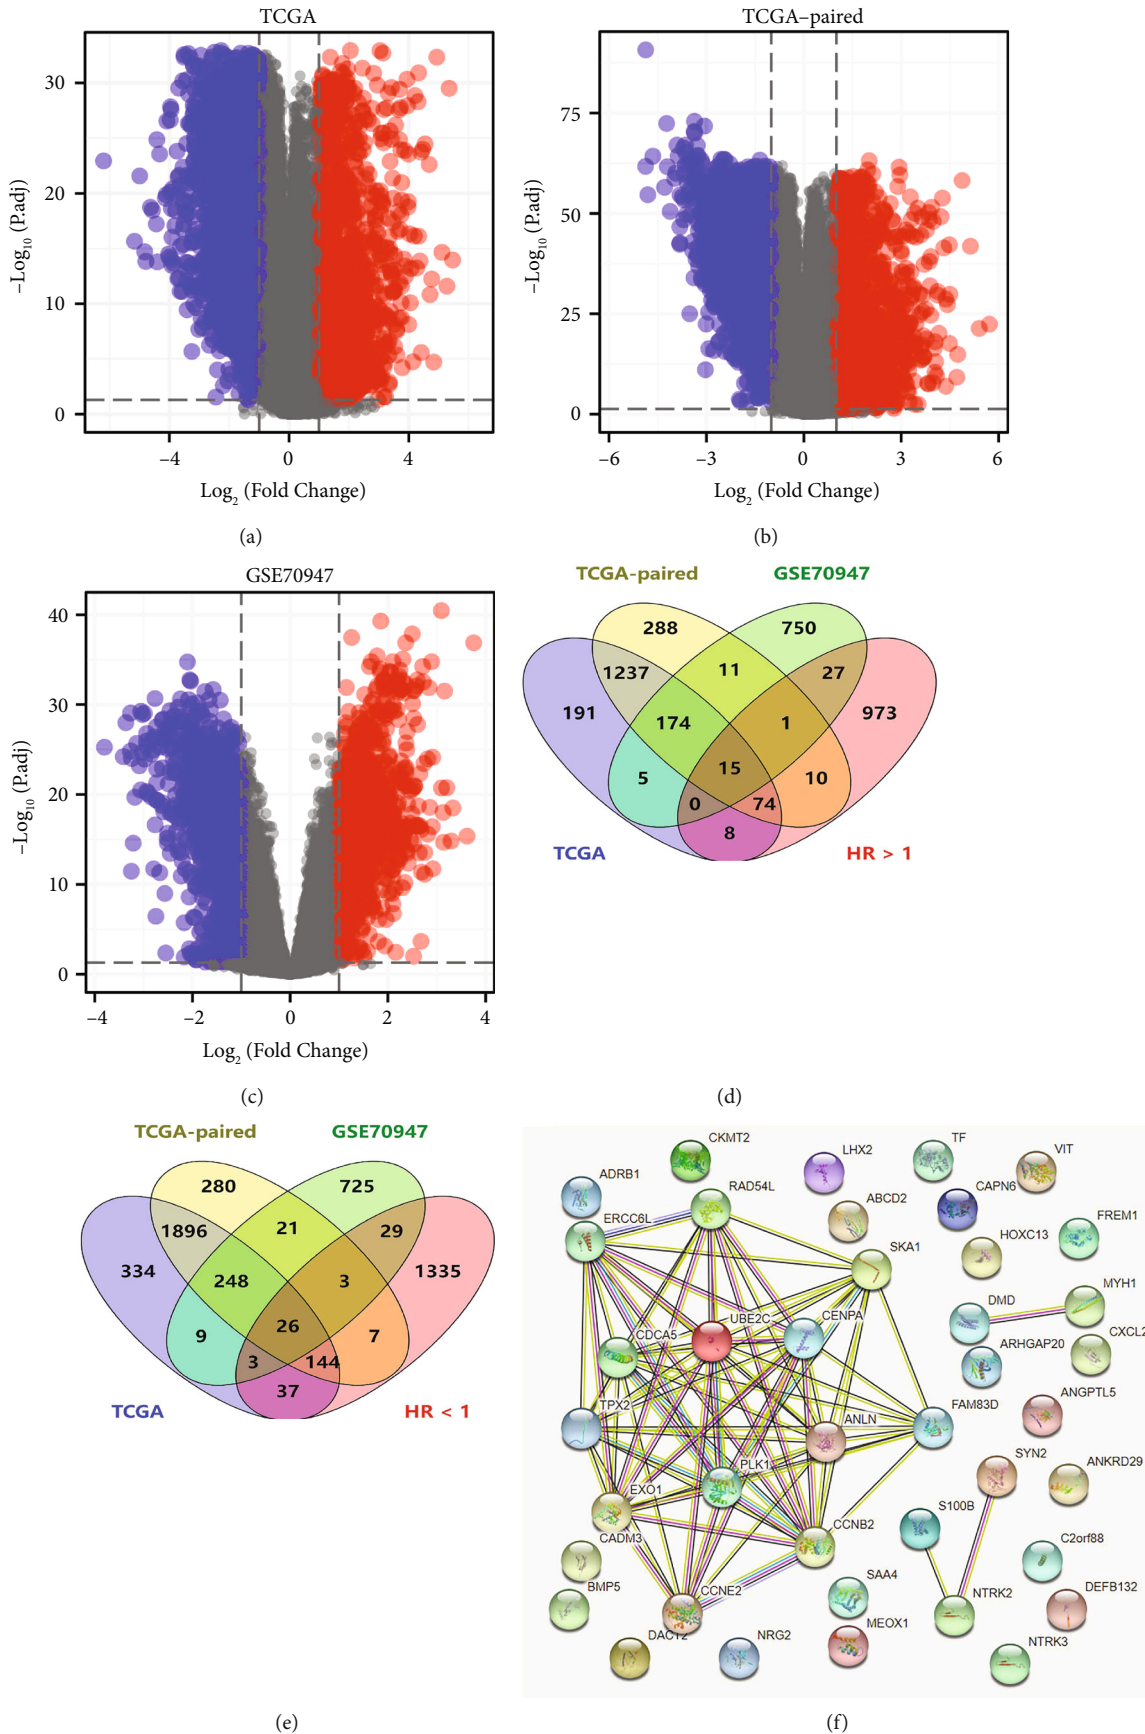 TCGA
30
20
10
0
−Log10 (P.adj)
−4
0
4
Log2 (Fold Change)
(a)
TCGA−paired
75
50
25
0
−Log10 (P.adj)
−6
−3
0
3
6
Log2 (Fold Change)
(b)
GSE70947
40
30
20
10
0
−Log10 (P.adj)
−4
−2
0
2
4
Log2 (Fold Change)
(c)
TCGA-paired
GSE70947
288
750
1237
11
27
191
174
1
973
5
15
10
0
74
8
TCGA
HR > 1
(d)
TCGA-paired
GSE70947
280
725
1896
21
29
334
248
3
1335
9
26
7
3
144
37
TCGA
HR < 1
(e)
CKMT2
LHX2
TF
VIT
ADRB1
RAD54L
ABCD2
CAPN6
ERCC6L
SKA1
HOXC13
FREM1
UBE2C
CENPA
DMD
MYH1
CDCA5
ARHGAP20
CXCL2
TPX2
ANLN
FAM83D
ANGPTL5
PLK1
SYN2
ANKRD29
EXO1
S100B
CADM3
CCNB2
C2orf88
BMP5
CCNE2
SAA4
NTRK2
DEFB132
DACT2
NRG2
MEOX1
NTRK3
(f)